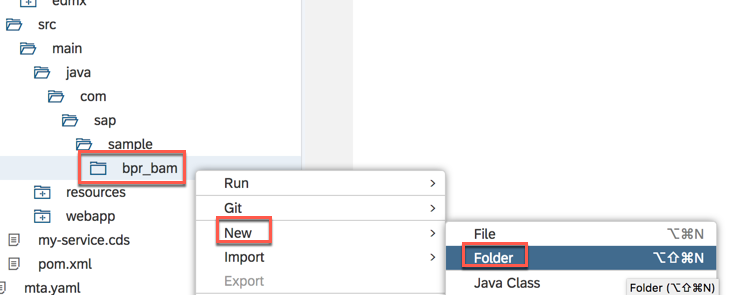 edmx
src
main
java
com
sap
sample
bpr_bam
resources
webapp
my-service.cds
pom.xml
mta.yaml
Run >
Git >
New >
Import >
Export
File ⌥⌘N
Folder ⌥⇧⌘N
Java Class
Folder (⌥⇧⌘N)